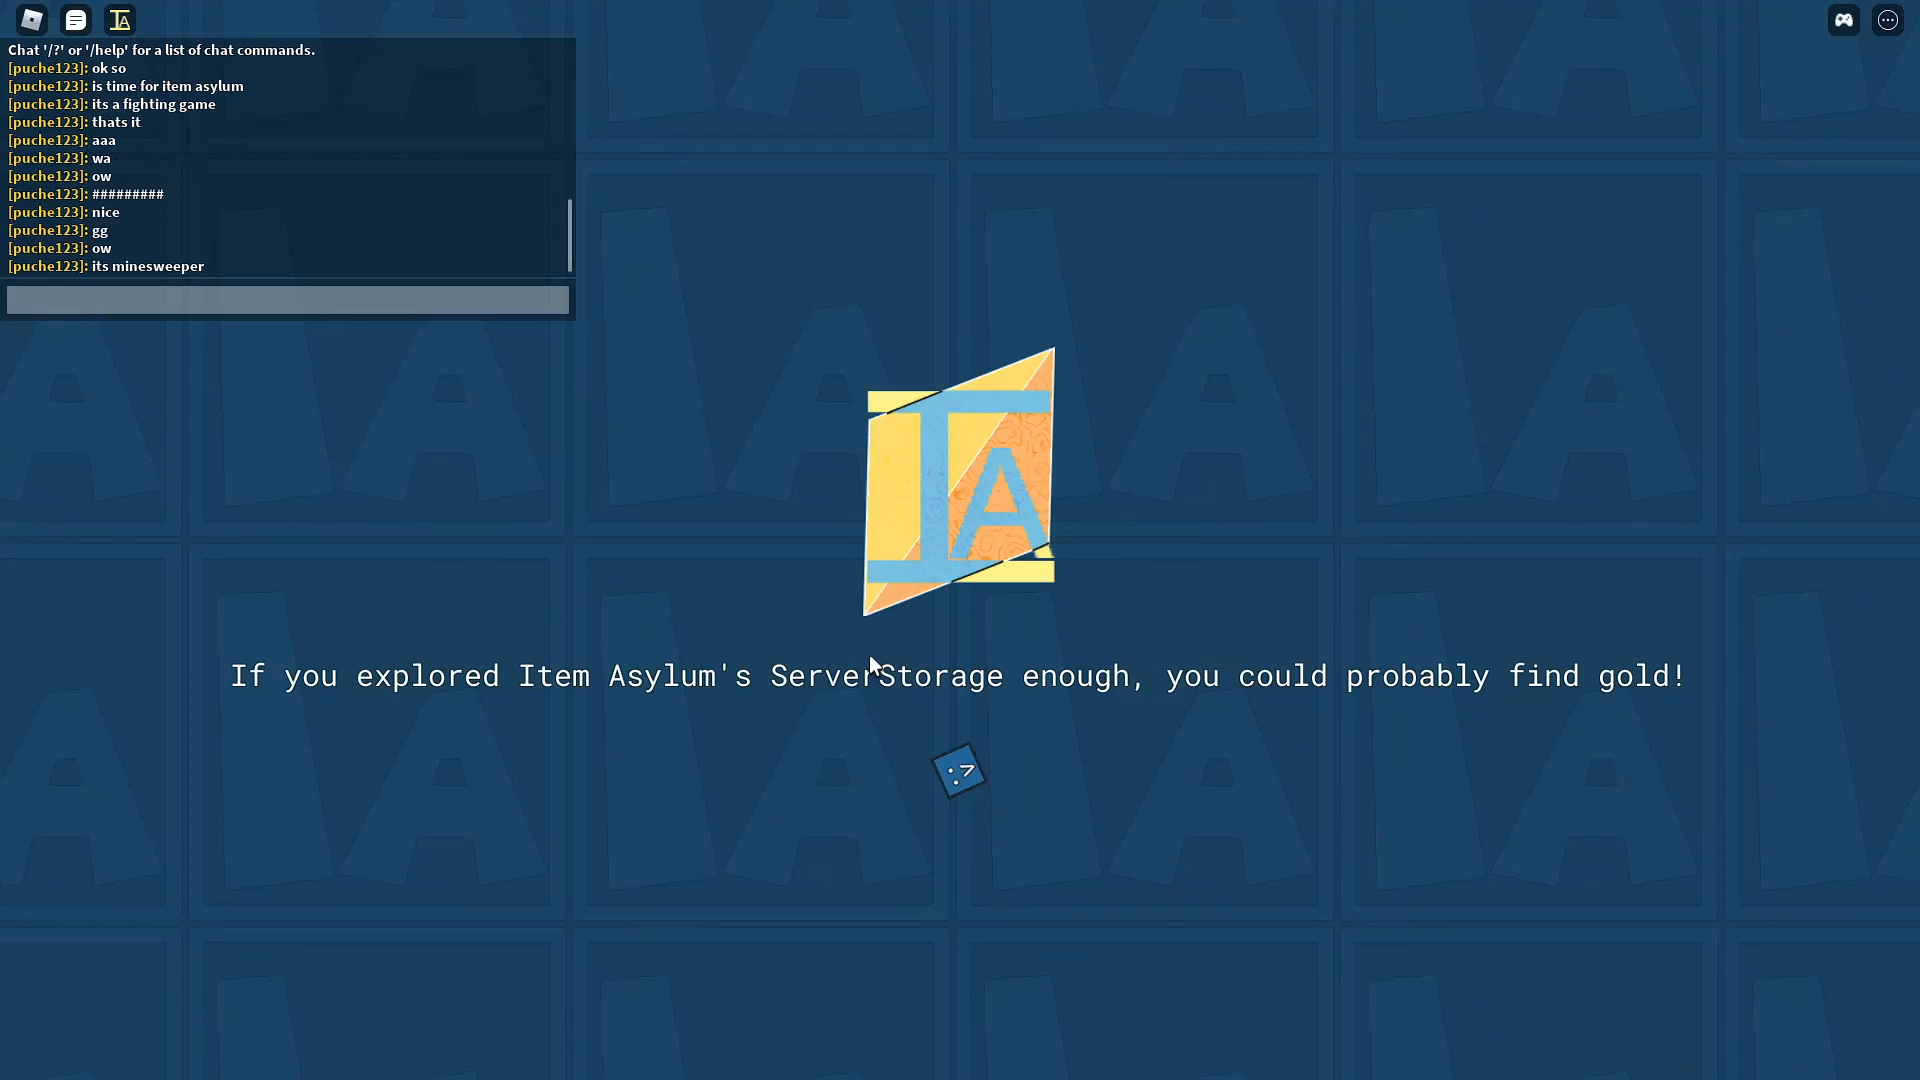 Chat '/?' or '/help' for a list of chat commands.
[puche123]: ok so
[puche123]: is time for item asylum
[puche123]: its a fighting game
[puche123]: thats it
[puche123]: aaa
[puche123]: wa
[puche123]: ow
[puche123]: #########
[puche123]: nice
[puche123]: gg
[puche123]: ow
[puche123]: its minesweeper
IA
If you explored Item Asylum's ServerStorage enough, you could probably find gold!
:>